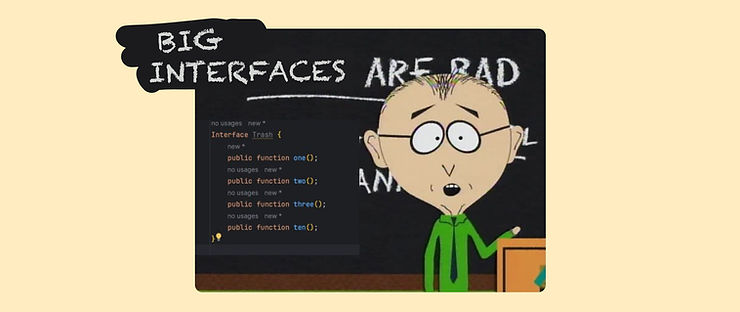 BIG
INTERFACES ARE BAD
no usages new *
Interface Trash {
new *
public function one();
no usages new *
public function two();
no usages new *
public function three();
no usages new *
public function ten();
}